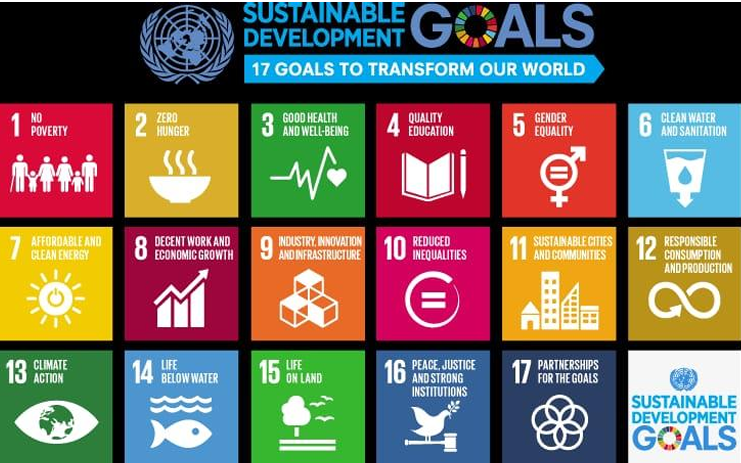 SUSTAINABLE
DEVELOPMENT
GOALS
17 GOALS TO TRANSFORM OUR WORLD
1 NO
POVERTY
2 ZERO
HUNGER
3 GOOD HEALTH
AND WELL-BEING
4 QUALITY
EDUCATION
5 GENDER
EQUALITY
6 CLEAN WATER
AND SANITATION
7 AFFORDABLE AND
CLEAN ENERGY
8 DECENT WORK AND
ECONOMIC GROWTH
9 INDUSTRY, INNOVATION
AND INFRASTRUCTURE
10 REDUCED
INEQUALITIES
11 SUSTAINABLE CITIES
AND COMMUNITIES
12 RESPONSIBLE
CONSUMPTION
AND PRODUCTION
13 CLIMATE
ACTION
14 LIFE
BELOW WATER
15 LIFE
ON LAND
16 PEACE, JUSTICE
AND STRONG
INSTITUTIONS
17 PARTNERSHIPS
FOR THE GOALS
SUSTAINABLE
DEVELOPMENT
GOALS